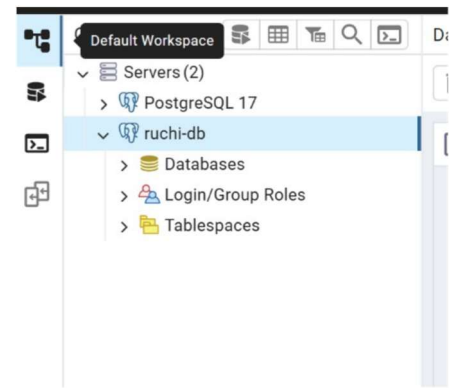 Default Workspace
Da
Servers (2)
PostgreSQL 17
ruchi-db
Databases
Login/Group Roles
Tablespaces